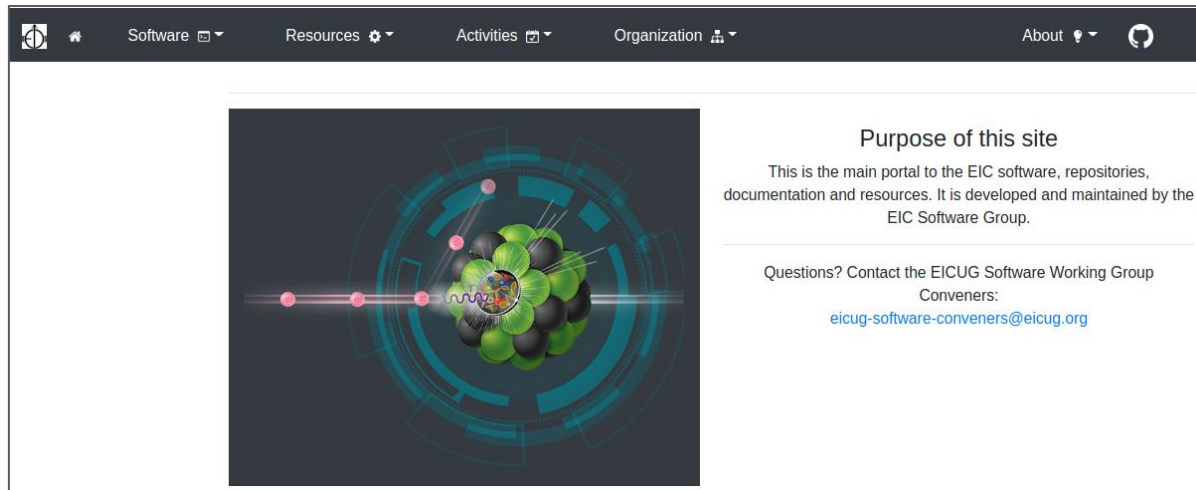 Software
Resources
Activities
Organization
About
Purpose of this site
This is the main portal to the EIC software, repositories,
documentation and resources. It is developed and maintained by the
EIC Software Group.
Questions? Contact the EICUG Software Working Group
Conveners:
eicug-software-conveners@eicug.org